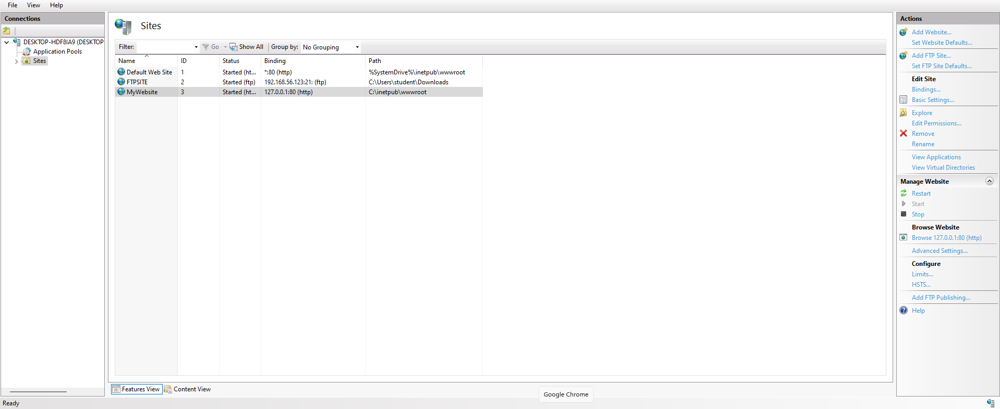 File View Help
Connections
DESKTOP-HDF8IA9 (DESKTOP
Application Pools
Sites
Sites
Filter: Go Show All Group by: No Grouping
Name ID Status Binding Path
Default Web Site 1 Started (ht... *:80 (http) %SystemDrive%\inetpub\wwwroot
FTPSITE 2 Started (ftp) 192.168.56.123:21: (ftp) C:\Users\student\Downloads
MyWebsite 3 Started (ht... 127.0.0.1:80 (http) C:\inetpub\wwwroot
Features View Content View
Google Chrome
Ready
Actions
Add Website...
Set Website Defaults...
Add FTP Site...
Set FTP Site Defaults...
Edit Site
Bindings...
Basic Settings...
Explore
Edit Permissions...
Remove
Rename
View Applications
View Virtual Directories
Manage Website
Restart
Start
Stop
Browse Website
Browse 127.0.0.1:80 (http)
Advanced Settings...
Configure
Limits...
HSTS...
Add FTP Publishing...
Help